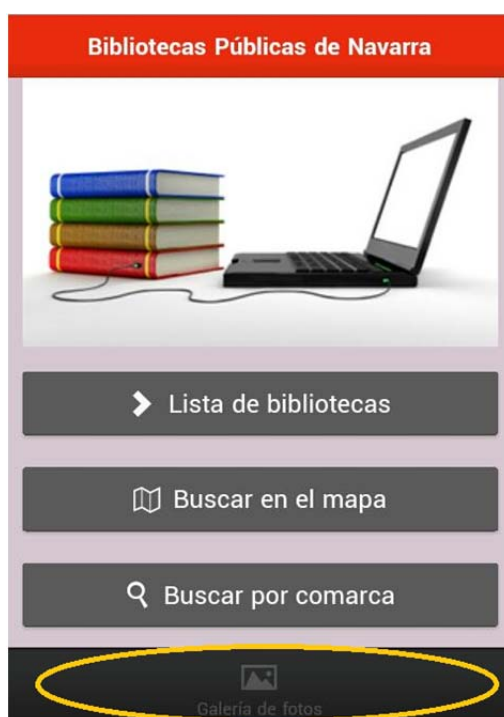 Bibliotecas Públicas de Navarra
Lista de bibliotecas
Buscar en el mapa
Buscar por comarca
Galería de fotos